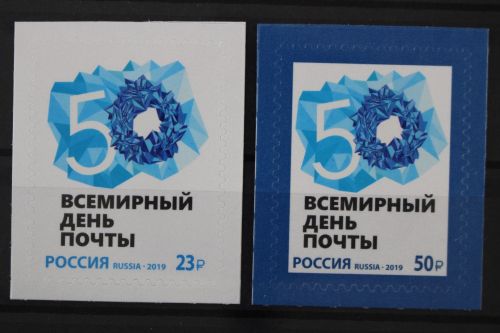 50
ВСЕМИРНЫЙ
ДЕНЬ
ПОЧТЫ
РОССИЯ RUSSIA · 2019 23₽
50
ВСЕМИРНЫЙ
ДЕНЬ
ПОЧТЫ
РОССИЯ RUSSIA · 2019 50₽